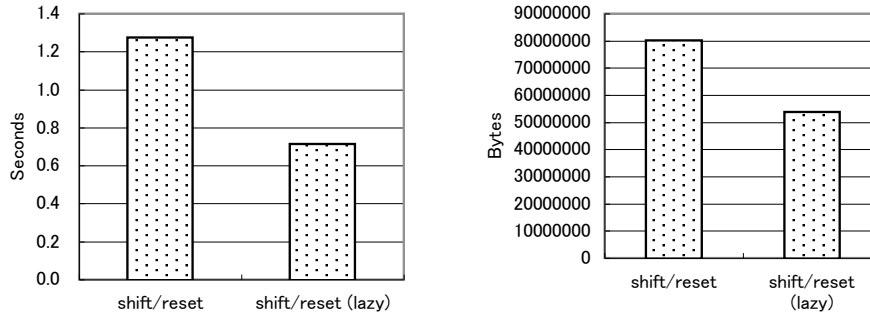 1.4
1.2
1.0
0.8
0.6
0.4
0.2
0.0
Seconds
shift/reset
shift/reset (lazy)
90000000
80000000
70000000
60000000
50000000
40000000
30000000
20000000
10000000
0
Bytes
shift/reset
shift/reset
(lazy)